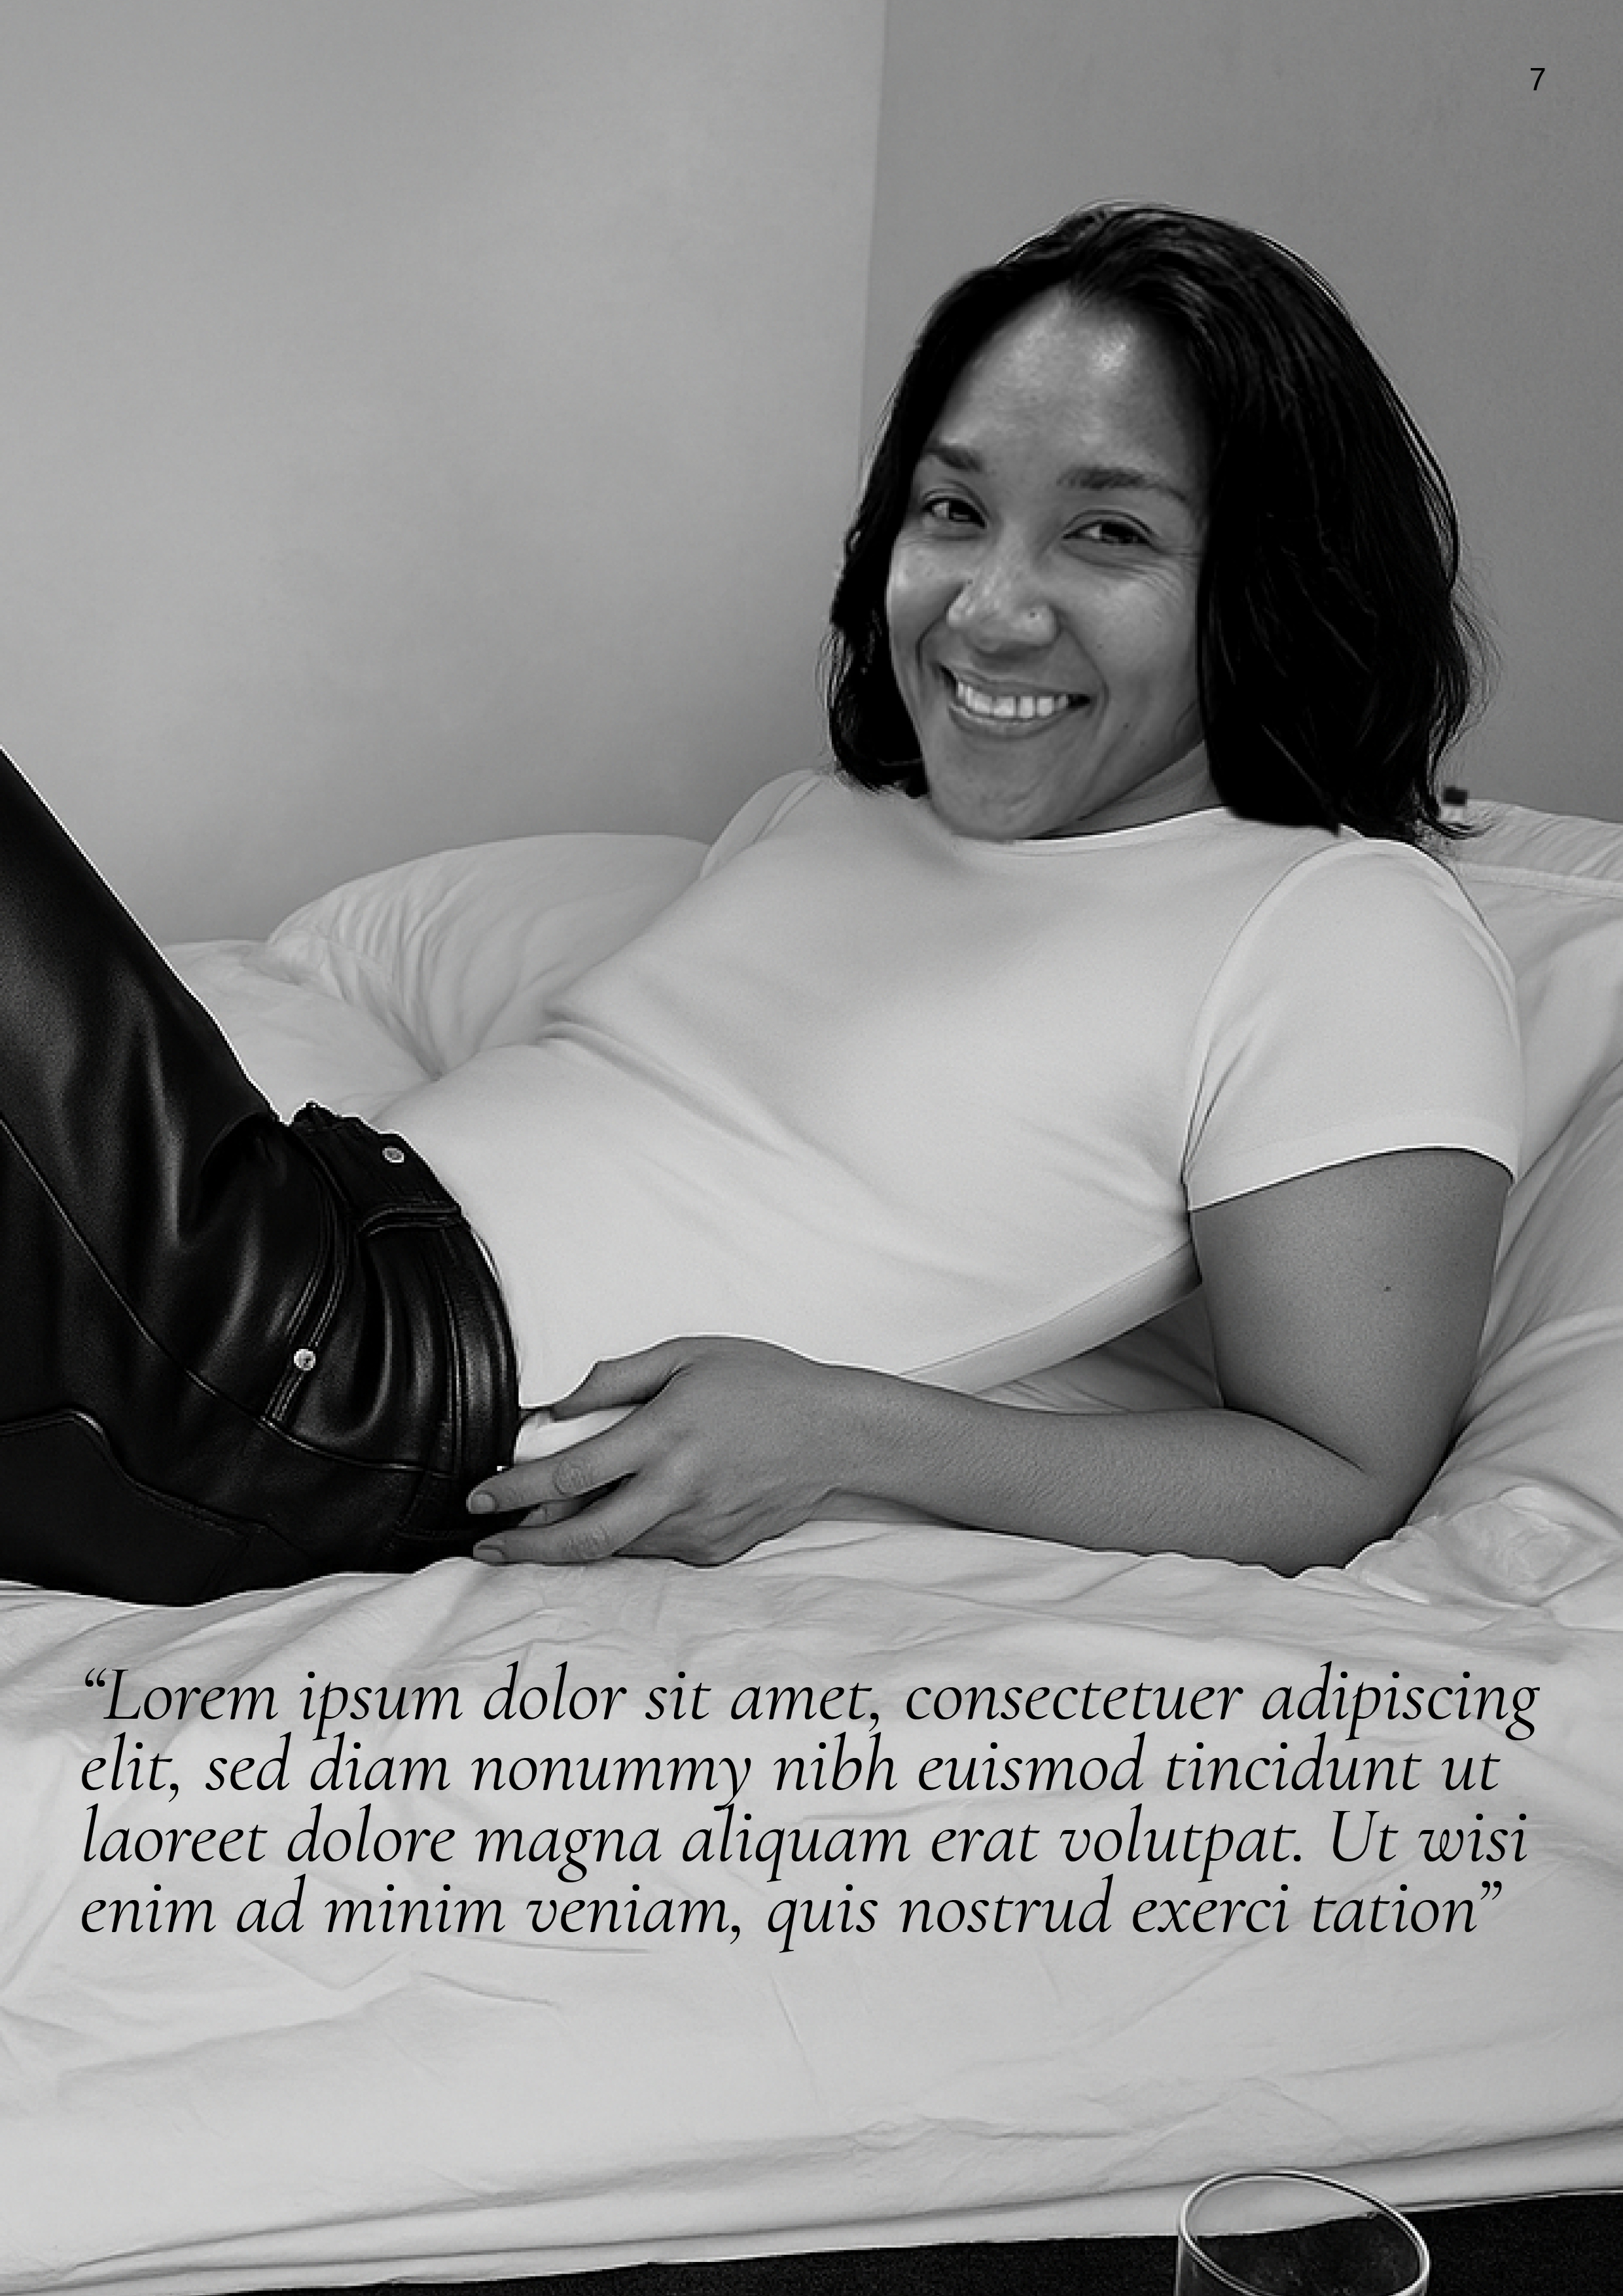 7
“Lorem ipsum dolor sit amet, consectetuer adipiscing
elit, sed diam nonummy nibh euismod tincidunt ut
laoreet dolore magna aliquam erat volutpat. Ut wisi
enim ad minim veniam, quis nostrud exerci tation”